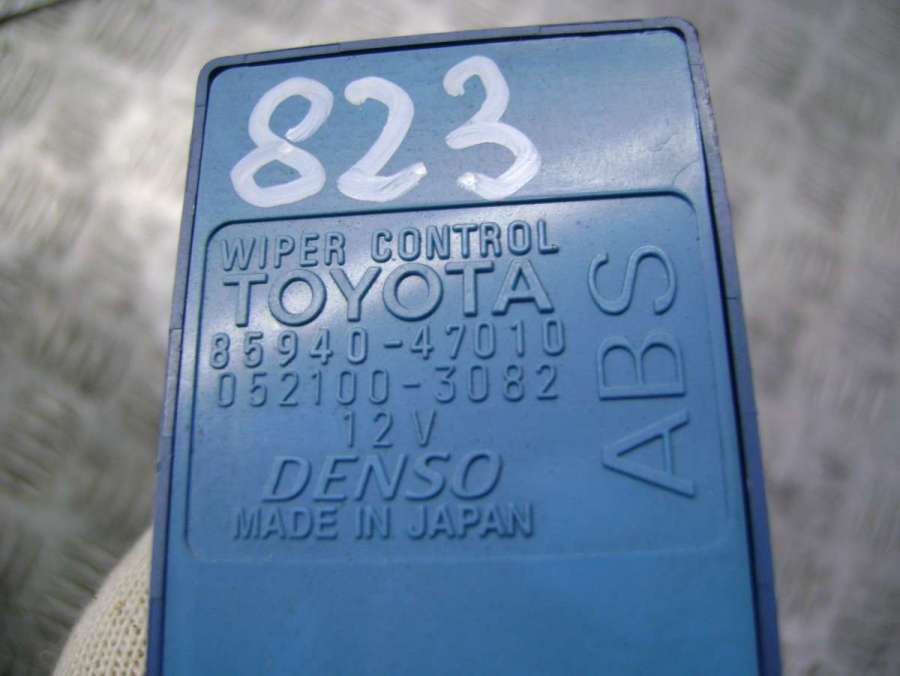 823
WIPER CONTROL
TOYOTA
85940-47010
052100-3082
12V
DENSO
MADE IN JAPAN
ABS